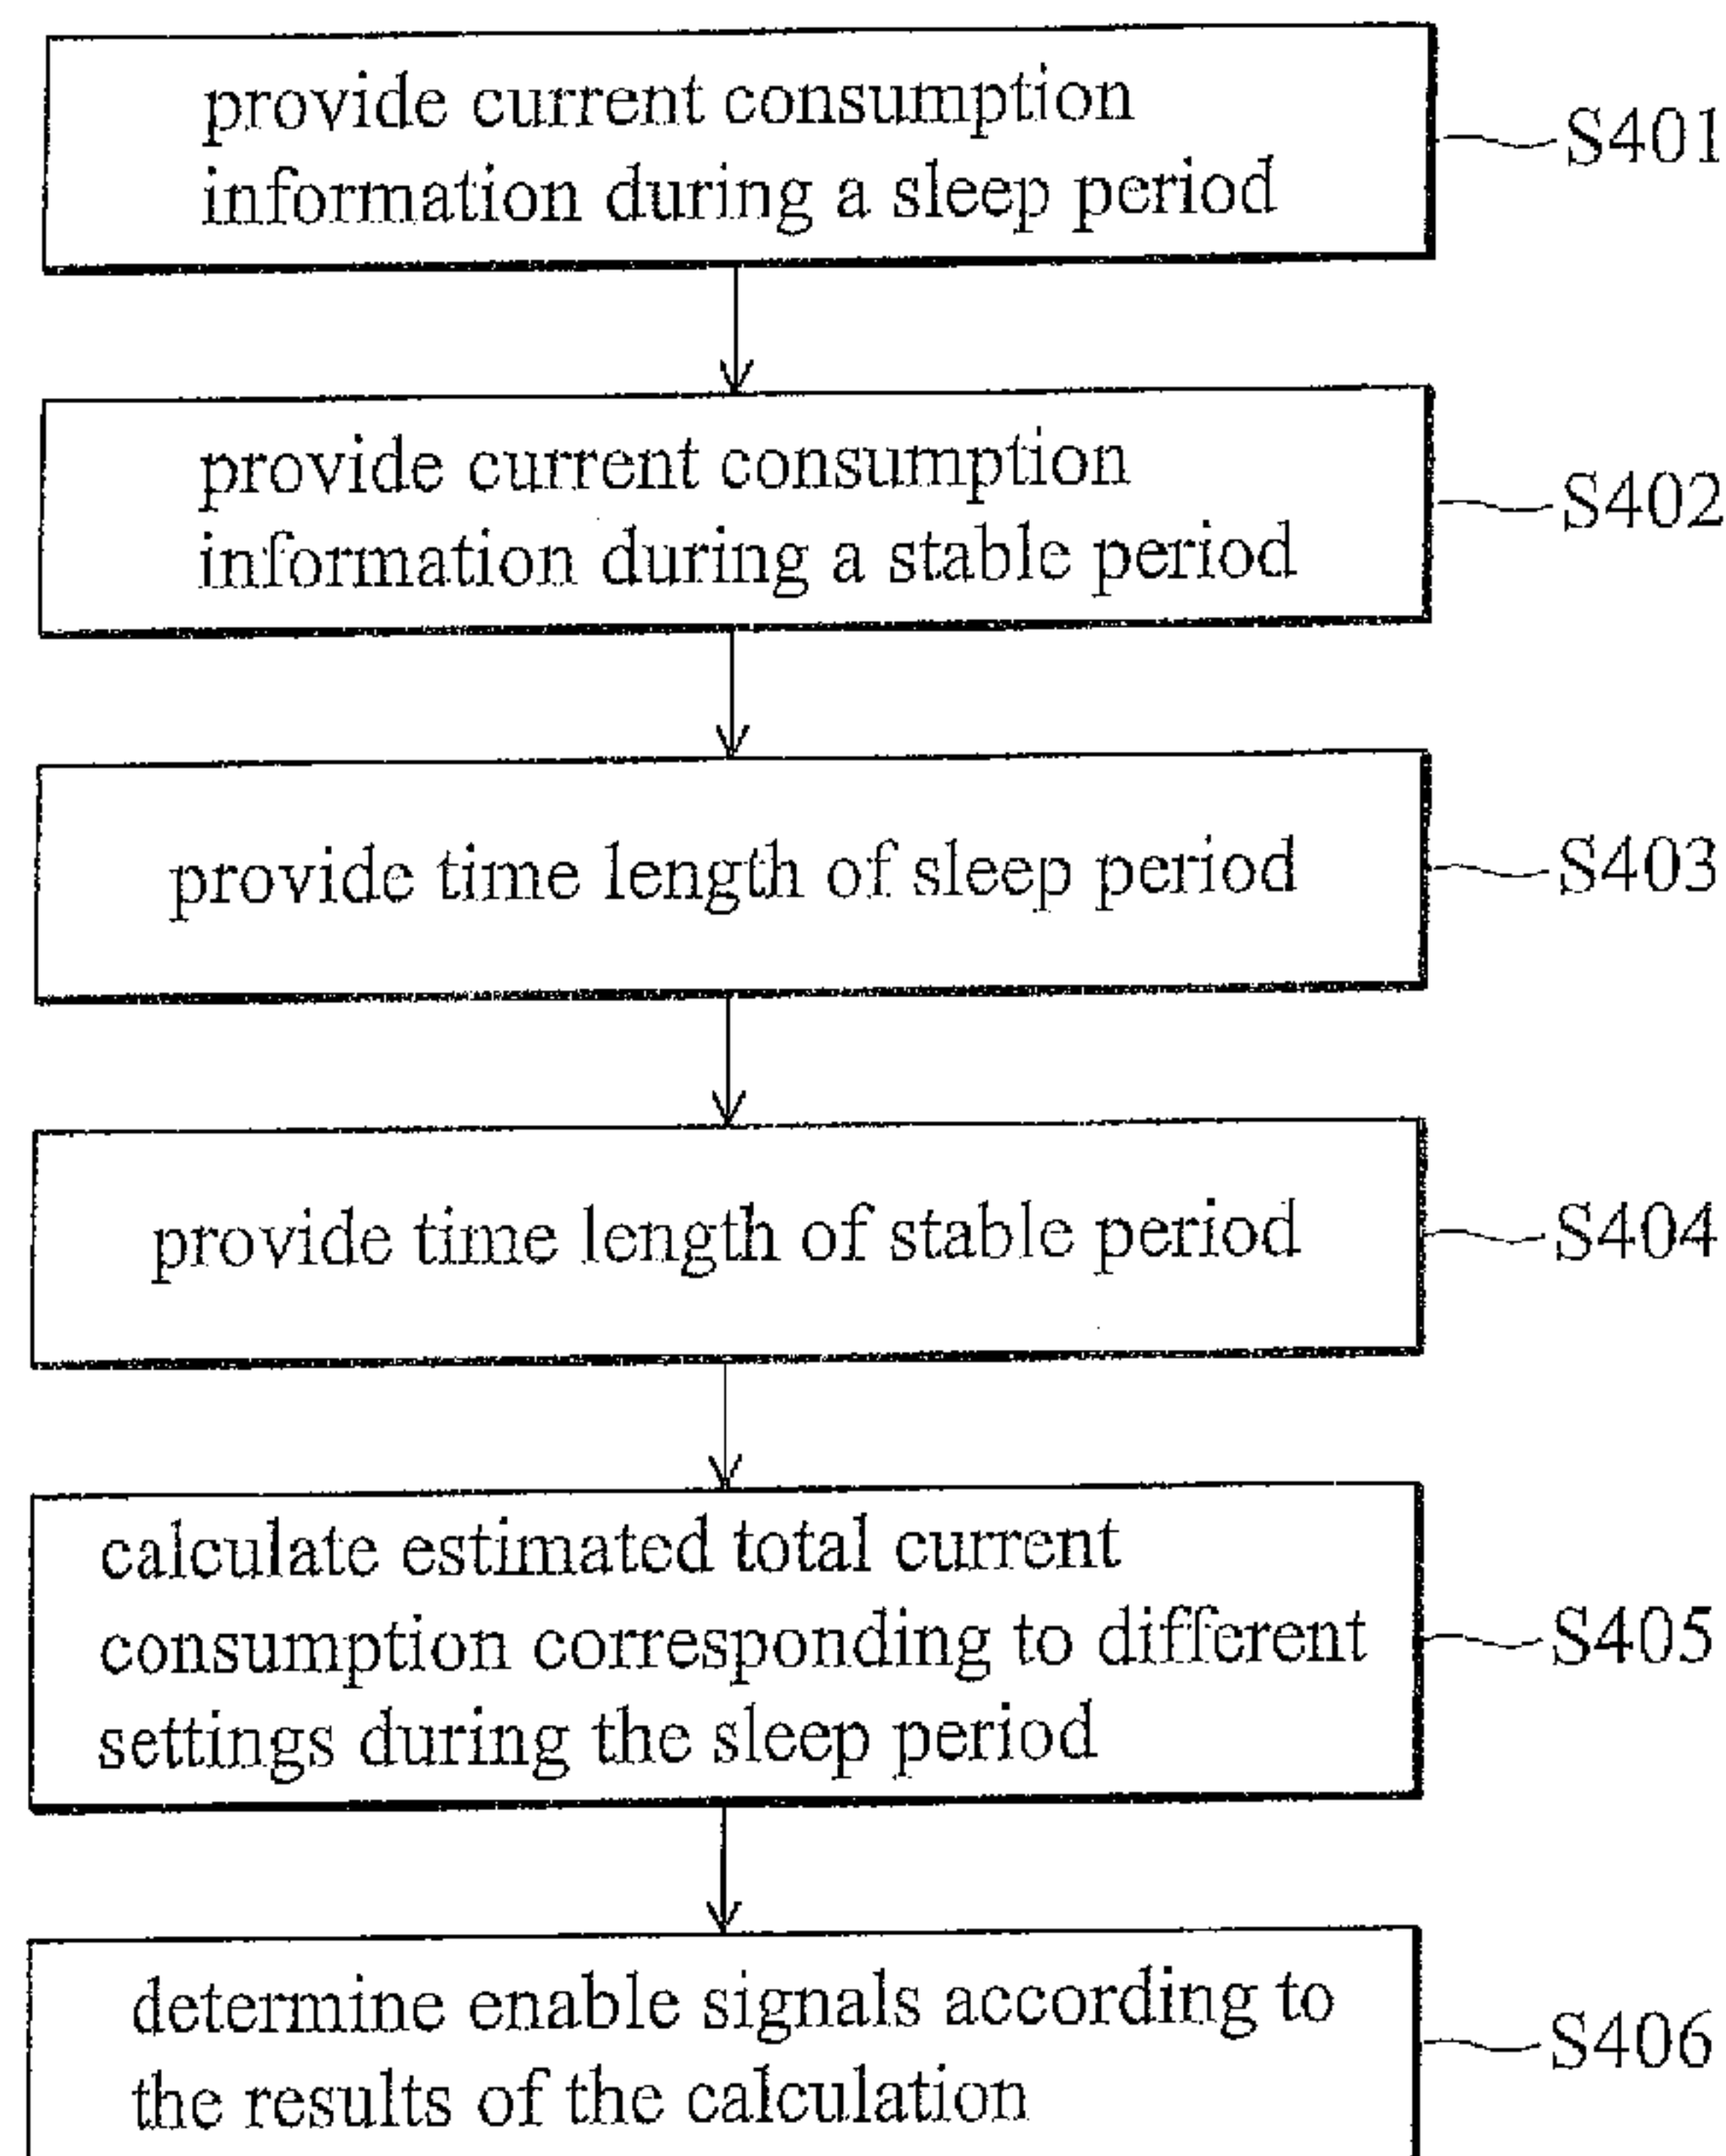 provide current consumption
information during a sleep period
S401
provide current consumption
information during a stable period
S402
provide time length of sleep period
S403
provide time length of stable period
S404
calculate estimated total current
consumption corresponding to different
settings during the sleep period
S405
determine enable signals according to
the results of the calculation
S406